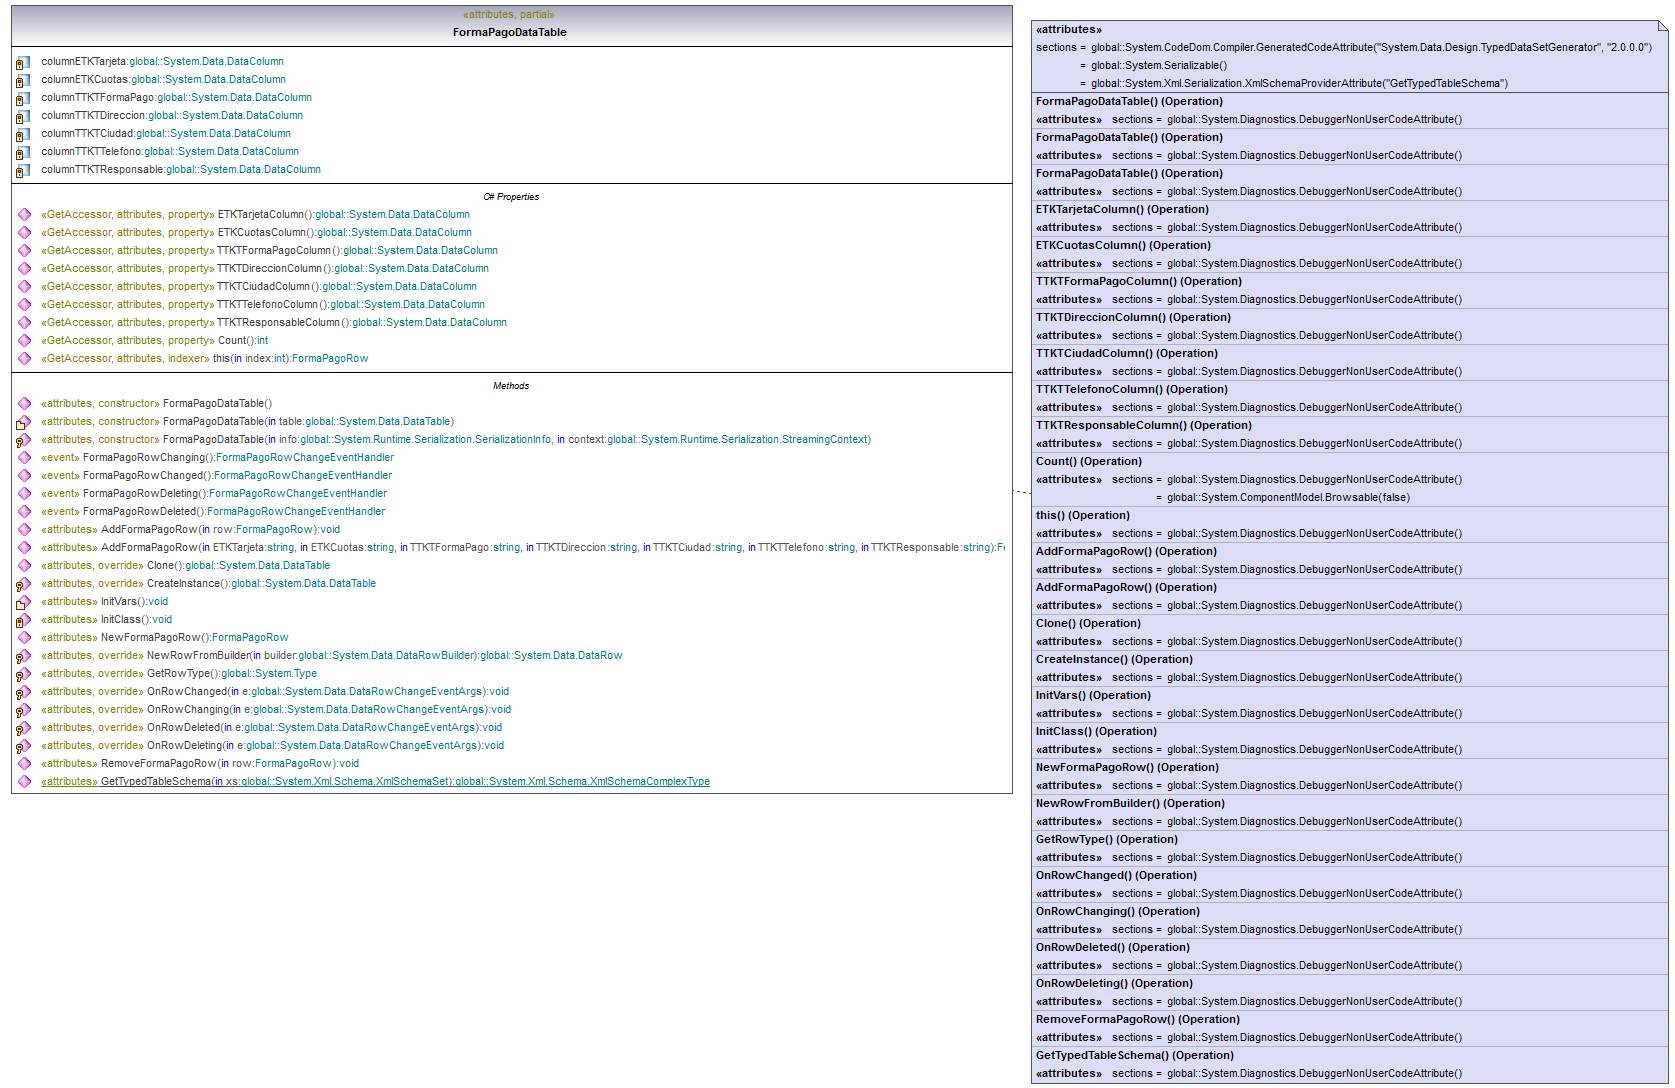 «attributes, partial»
FormaPagoDataTable
columnETKTarjeta:global::System.Data.DataColumn
columnETKCuotas:global::System.Data.DataColumn
columnTTKTFormaPago:global::System.Data.DataColumn
columnTTKTDireccion:global::System.Data.DataColumn
columnTTKTCiudad:global::System.Data.DataColumn
columnTTKTTelefono:global::System.Data.DataColumn
columnTTKTResponsable:global::System.Data.DataColumn
C# Properties
«GetAccessor, attributes, property» ETKTarjetaColumn():global::System.Data.DataColumn
«GetAccessor, attributes, property» ETKCuotasColumn():global::System.Data.DataColumn
«GetAccessor, attributes, property» TTKTFormaPagoColumn():global::System.Data.DataColumn
«GetAccessor, attributes, property» TTKTDireccionColumn():global::System.Data.DataColumn
«GetAccessor, attributes, property» TTKTCiudadColumn():global::System.Data.DataColumn
«GetAccessor, attributes, property» TTKTTelefonoColumn():global::System.Data.DataColumn
«GetAccessor, attributes, property» TTKTResponsableColumn():global::System.Data.DataColumn
«GetAccessor, attributes, property» Count():int
«GetAccessor, attributes, indexer» this(in index:int):FormaPagoRow
Methods
«attributes, constructor» FormaPagoDataTable()
«attributes, constructor» FormaPagoDataTable(in table:global::System.Data.DataTable)
«attributes, constructor» FormaPagoDataTable(in info:global::System.Runtime.Serialization.SerializationInfo, in context:global::System.Runtime.Serialization.StreamingContext)
«event» FormaPagoRowChanging():FormaPagoRowChangeEventHandler
«event» FormaPagoRowChanged():FormaPagoRowChangeEventHandler
«event» FormaPagoRowDeleting():FormaPagoRowChangeEventHandler
«event» FormaPagoRowDeleted():FormaPagoRowChangeEventHandler
«attributes» AddFormaPagoRow(in row:FormaPagoRow):void
«attributes» AddFormaPagoRow(in ETKTarjeta:string, in ETKCuotas:string, in TTKTFormaPago:string, in TTKTDireccion:string, in TTKTCiudad:string, in TTKTTelefono:string, in TTKTResponsable:string):F
«attributes, override» Clone():global::System.Data.DataTable
«attributes, override» CreateInstance():global::System.Data.DataTable
«attributes» InitVars():void
«attributes» InitClass():void
«attributes» NewFormaPagoRow():FormaPagoRow
«attributes, override» NewRowFromBuilder(in builder:global::System.Data.DataRowBuilder):global::System.Data.DataRow
«attributes, override» GetRowType():global::System.Type
«attributes, override» OnRowChanged(in e:global::System.Data.DataRowChangeEventArgs):void
«attributes, override» OnRowChanging(in e:global::System.Data.DataRowChangeEventArgs):void
«attributes, override» OnRowDeleted(in e:global::System.Data.DataRowChangeEventArgs):void
«attributes, override» OnRowDeleting(in e:global::System.Data.DataRowChangeEventArgs):void
«attributes» RemoveFormaPagoRow(in row:FormaPagoRow):void
«attributes» GetTypedTableSchema(in xs:global::System.Xml.Schema.XmlSchemaSet):global::System.Xml.Schema.XmlSchemaComplexType
«attributes»
sections = global::System.CodeDom.Compiler.GeneratedCodeAttribute("System.Data.Design.TypedDataSetGenerator", "2.0.0.0")
= global::System.Serializable()
= global::System.Xml.Serialization.XmlSchemaProviderAttribute("GetTypedTableSchema")
FormaPagoDataTable() (Operation)
«attributes» sections = global::System.Diagnostics.DebuggerNonUserCodeAttribute()
FormaPagoDataTable() (Operation)
«attributes» sections = global::System.Diagnostics.DebuggerNonUserCodeAttribute()
FormaPagoDataTable() (Operation)
«attributes» sections = global::System.Diagnostics.DebuggerNonUserCodeAttribute()
ETKTarjetaColumn() (Operation)
«attributes» sections = global::System.Diagnostics.DebuggerNonUserCodeAttribute()
ETKCuotasColumn() (Operation)
«attributes» sections = global::System.Diagnostics.DebuggerNonUserCodeAttribute()
TTKTFormaPagoColumn() (Operation)
«attributes» sections = global::System.Diagnostics.DebuggerNonUserCodeAttribute()
TTKTDireccionColumn() (Operation)
«attributes» sections = global::System.Diagnostics.DebuggerNonUserCodeAttribute()
TTKTCiudadColumn() (Operation)
«attributes» sections = global::System.Diagnostics.DebuggerNonUserCodeAttribute()
TTKTTelefonoColumn() (Operation)
«attributes» sections = global::System.Diagnostics.DebuggerNonUserCodeAttribute()
TTKTResponsableColumn() (Operation)
«attributes» sections = global::System.Diagnostics.DebuggerNonUserCodeAttribute()
Count() (Operation)
«attributes» sections = global::System.Diagnostics.DebuggerNonUserCodeAttribute()
= global::System.ComponentModel.Browsable(false)
this() (Operation)
«attributes» sections = global::System.Diagnostics.DebuggerNonUserCodeAttribute()
AddFormaPagoRow() (Operation)
«attributes» sections = global::System.Diagnostics.DebuggerNonUserCodeAttribute()
AddFormaPagoRow() (Operation)
«attributes» sections = global::System.Diagnostics.DebuggerNonUserCodeAttribute()
Clone() (Operation)
«attributes» sections = global::System.Diagnostics.DebuggerNonUserCodeAttribute()
CreateInstance() (Operation)
«attributes» sections = global::System.Diagnostics.DebuggerNonUserCodeAttribute()
InitVars() (Operation)
«attributes» sections = global::System.Diagnostics.DebuggerNonUserCodeAttribute()
InitClass() (Operation)
«attributes» sections = global::System.Diagnostics.DebuggerNonUserCodeAttribute()
NewFormaPagoRow() (Operation)
«attributes» sections = global::System.Diagnostics.DebuggerNonUserCodeAttribute()
NewRowFromBuilder() (Operation)
«attributes» sections = global::System.Diagnostics.DebuggerNonUserCodeAttribute()
GetRowType() (Operation)
«attributes» sections = global::System.Diagnostics.DebuggerNonUserCodeAttribute()
OnRowChanged() (Operation)
«attributes» sections = global::System.Diagnostics.DebuggerNonUserCodeAttribute()
OnRowChanging() (Operation)
«attributes» sections = global::System.Diagnostics.DebuggerNonUserCodeAttribute()
OnRowDeleted() (Operation)
«attributes» sections = global::System.Diagnostics.DebuggerNonUserCodeAttribute()
OnRowDeleting() (Operation)
«attributes» sections = global::System.Diagnostics.DebuggerNonUserCodeAttribute()
RemoveFormaPagoRow() (Operation)
«attributes» sections = global::System.Diagnostics.DebuggerNonUserCodeAttribute()
GetTypedTableSchema() (Operation)
«attributes» sections = global::System.Diagnostics.DebuggerNonUserCodeAttribute()